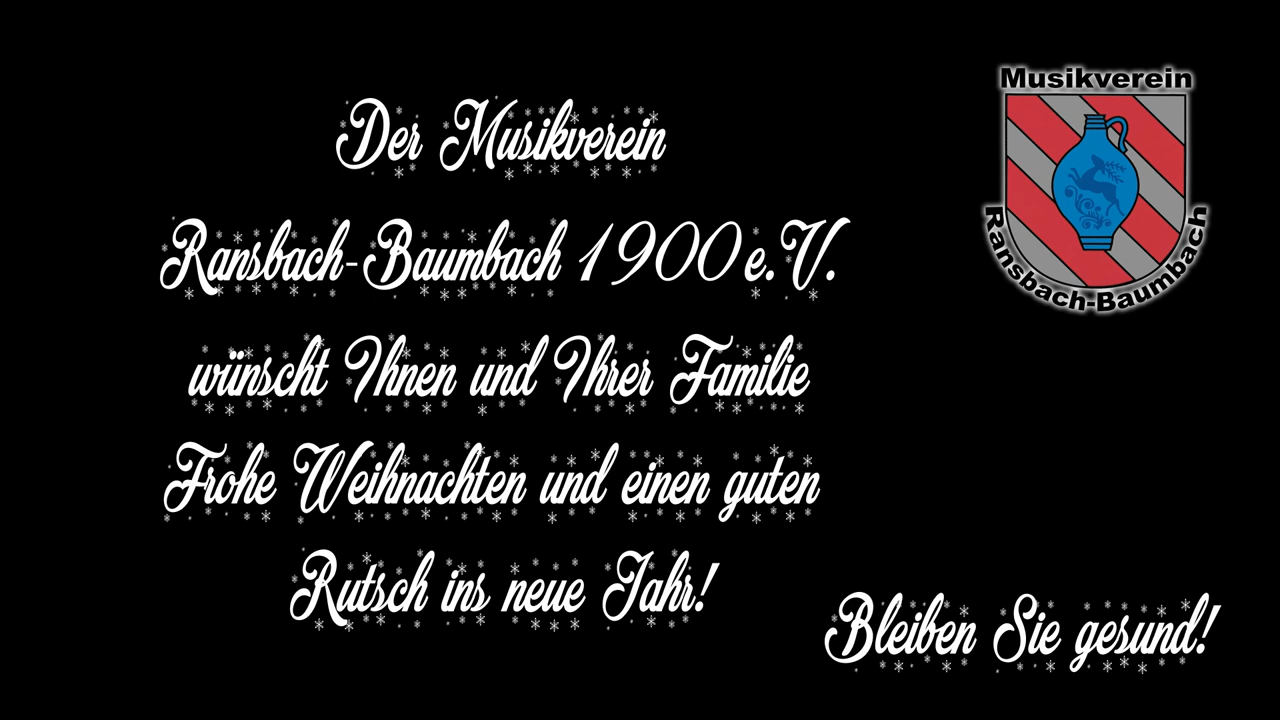 Musikverein
Ransbach-Baumbach
Der Musikverein
Ransbach-Baumbach 1900 e.V.
wünscht Ihnen und Ihrer Familie
Frohe Weihnachten und einen guten
Rutsch ins neue Jahr!
Bleiben Sie gesund!